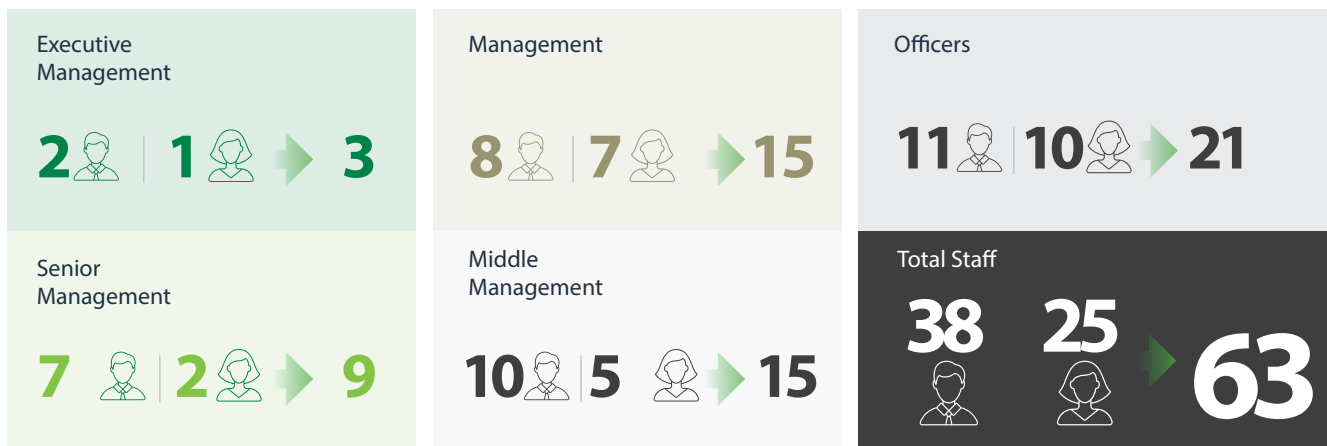 Executive
Management
2 1 3
Management
8 7 15
Officers
11 10 21
Senior
Management
7 2 9
Middle
Management
10 5 15
Total Staff
38 25 63